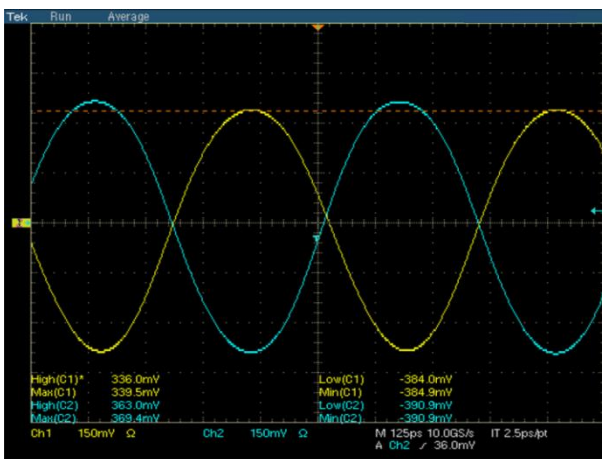 Tek Run Average
High(C1)* 336.0mV Low(C1) -384.0mV
Max(C1) 339.5mV Min(C1) -384.9mV
High(C2) 363.0mV Low(C2) -390.9mV
Max(C2) 369.4mV Min(C2) -390.9mV
Ch1 150mV Ω Ch2 150mV Ω M 125ps 10.0GS/s IT 2.5ps/pt
A Ch2 ⁄ 36.0mV